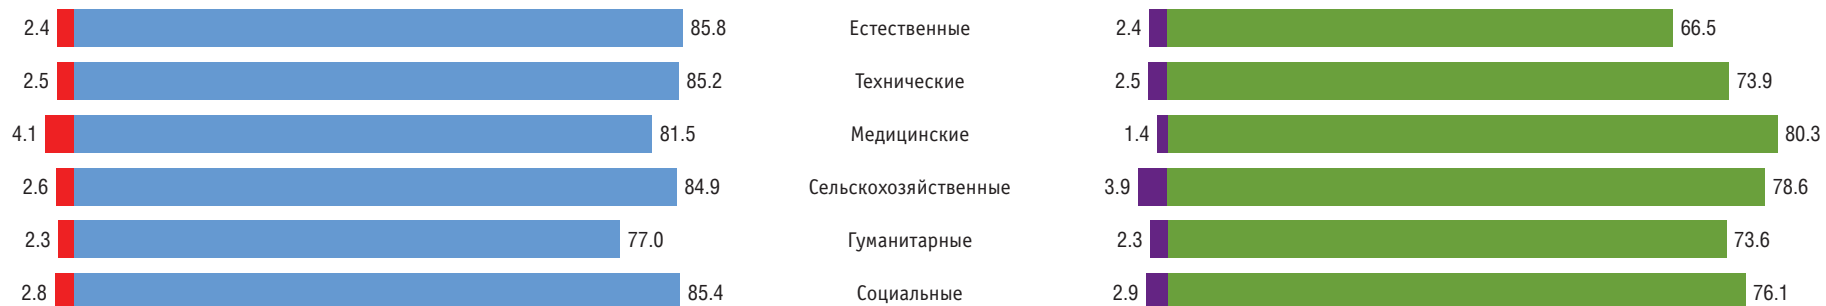 2.4 85.8 Естественные 2.4 66.5
2.5 85.2 Технические 2.5 73.9
4.1 81.5 Медицинские 1.4 80.3
2.6 84.9 Сельскохозяйственные 3.9 78.6
2.3 77.0 Гуманитарные 2.3 73.6
2.8 85.4 Социальные 2.9 76.1